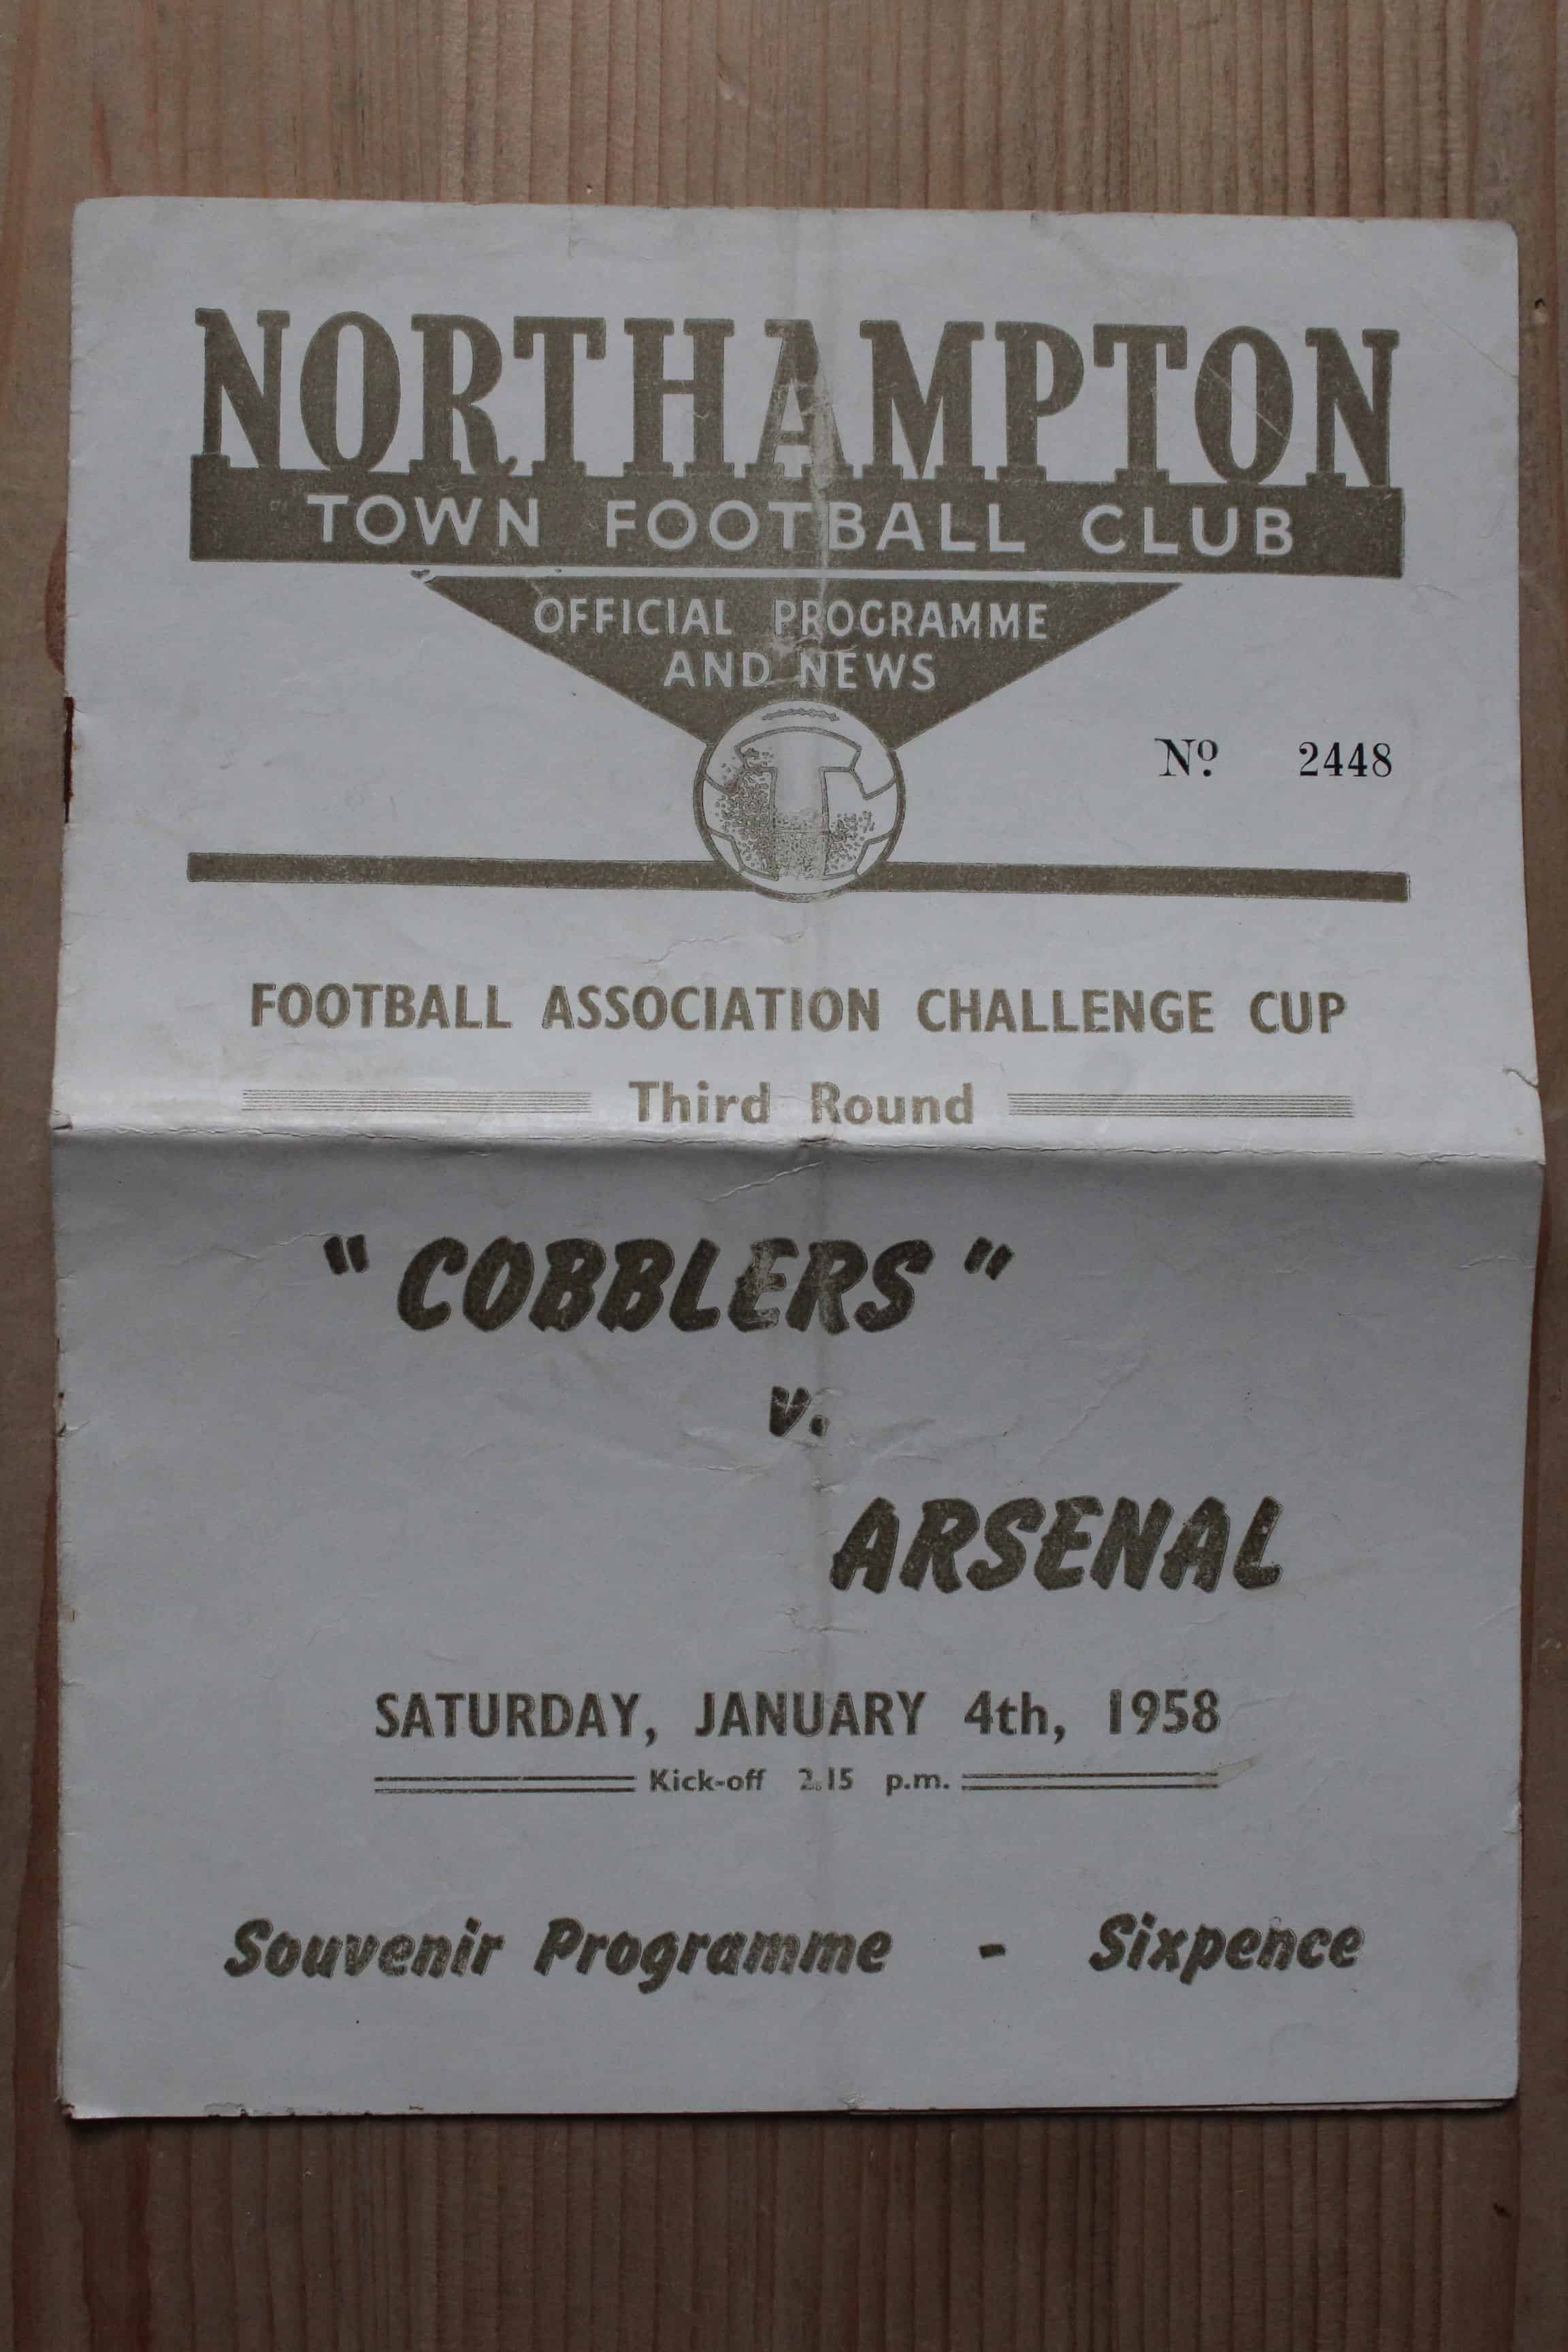 NORTHAMPTON
TOWN FOOTBALL CLUB
OFFICIAL PROGRAMME
AND NEWS
Nº 2448
FOOTBALL ASSOCIATION CHALLENGE CUP
Third Round
"COBBLERS"
v.
ARSENAL
SATURDAY, JANUARY 4th, 1958
Kick-off 2.15 p.m.
Souvenir Programme - Sixpence